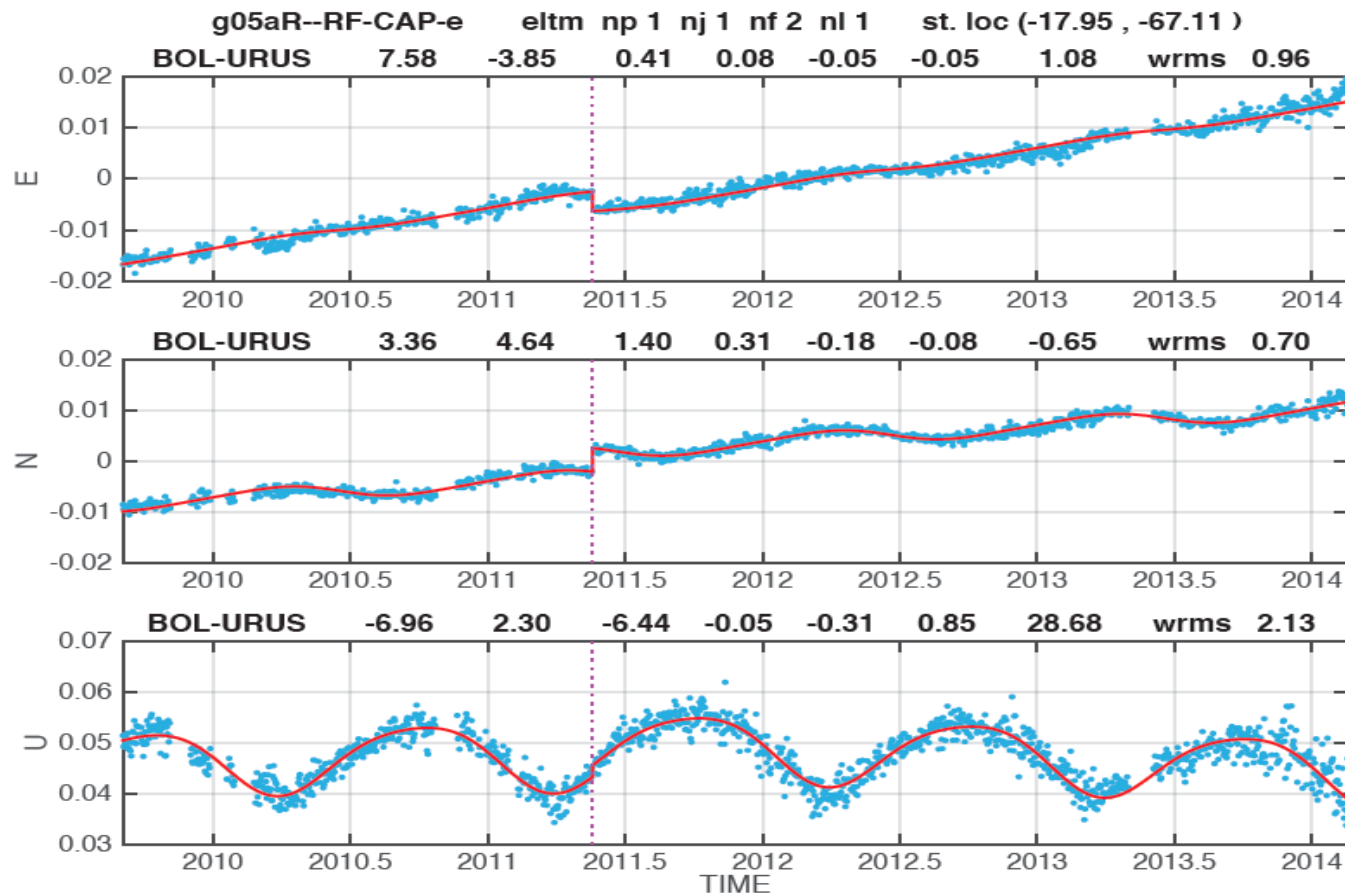 g05aR--RF-CAP-e eltm np 1 nj 1 nf 2 nl 1 st. loc (-17.95 , -67.11 )
BOL-URUS 7.58 -3.85 0.41 0.08 -0.05 -0.05 1.08 wrms 0.96
0.02
0.01
0
-0.01
-0.02
E
2010 2010.5 2011 2011.5 2012 2012.5 2013 2013.5 2014
BOL-URUS 3.36 4.64 1.40 0.31 -0.18 -0.08 -0.65 wrms 0.70
0.02
0.01
0
-0.01
-0.02
N
2010 2010.5 2011 2011.5 2012 2012.5 2013 2013.5 2014
BOL-URUS -6.96 2.30 -6.44 -0.05 -0.31 0.85 28.68 wrms 2.13
0.07
0.06
0.05
0.04
0.03
U
2010 2010.5 2011 2011.5 2012 2012.5 2013 2013.5 2014
TIME